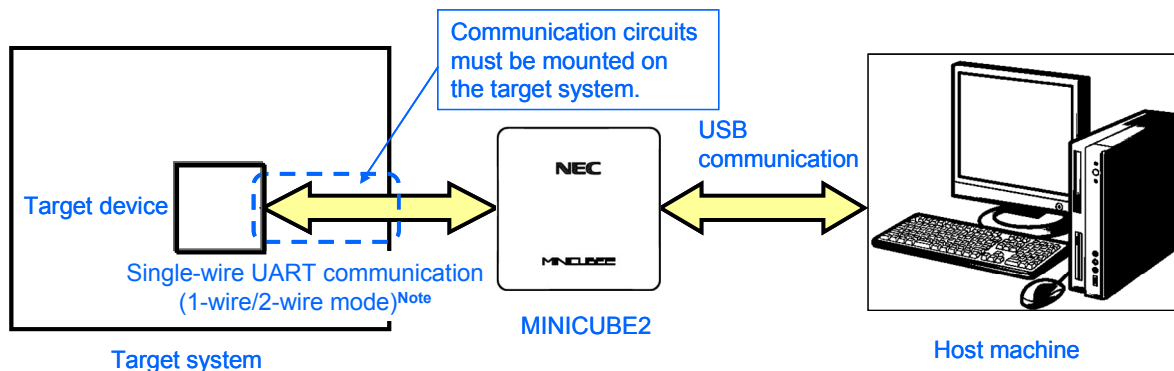 Communication circuits
must be mounted on
the target system.
USB
communication
NEC
Target device
Single-wire UART communication
(1-wire/2-wire mode)Note
MINICUBE2
MINICUBE2
Target system
Host machine